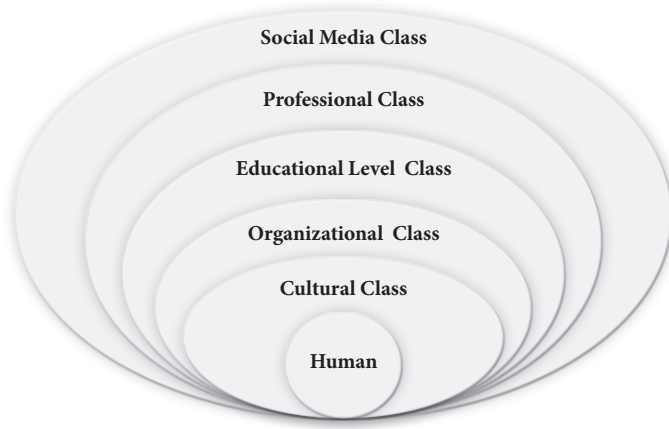 Social Media Class
Professional Class
Educational Level Class
Organizational Class
Cultural Class
Human